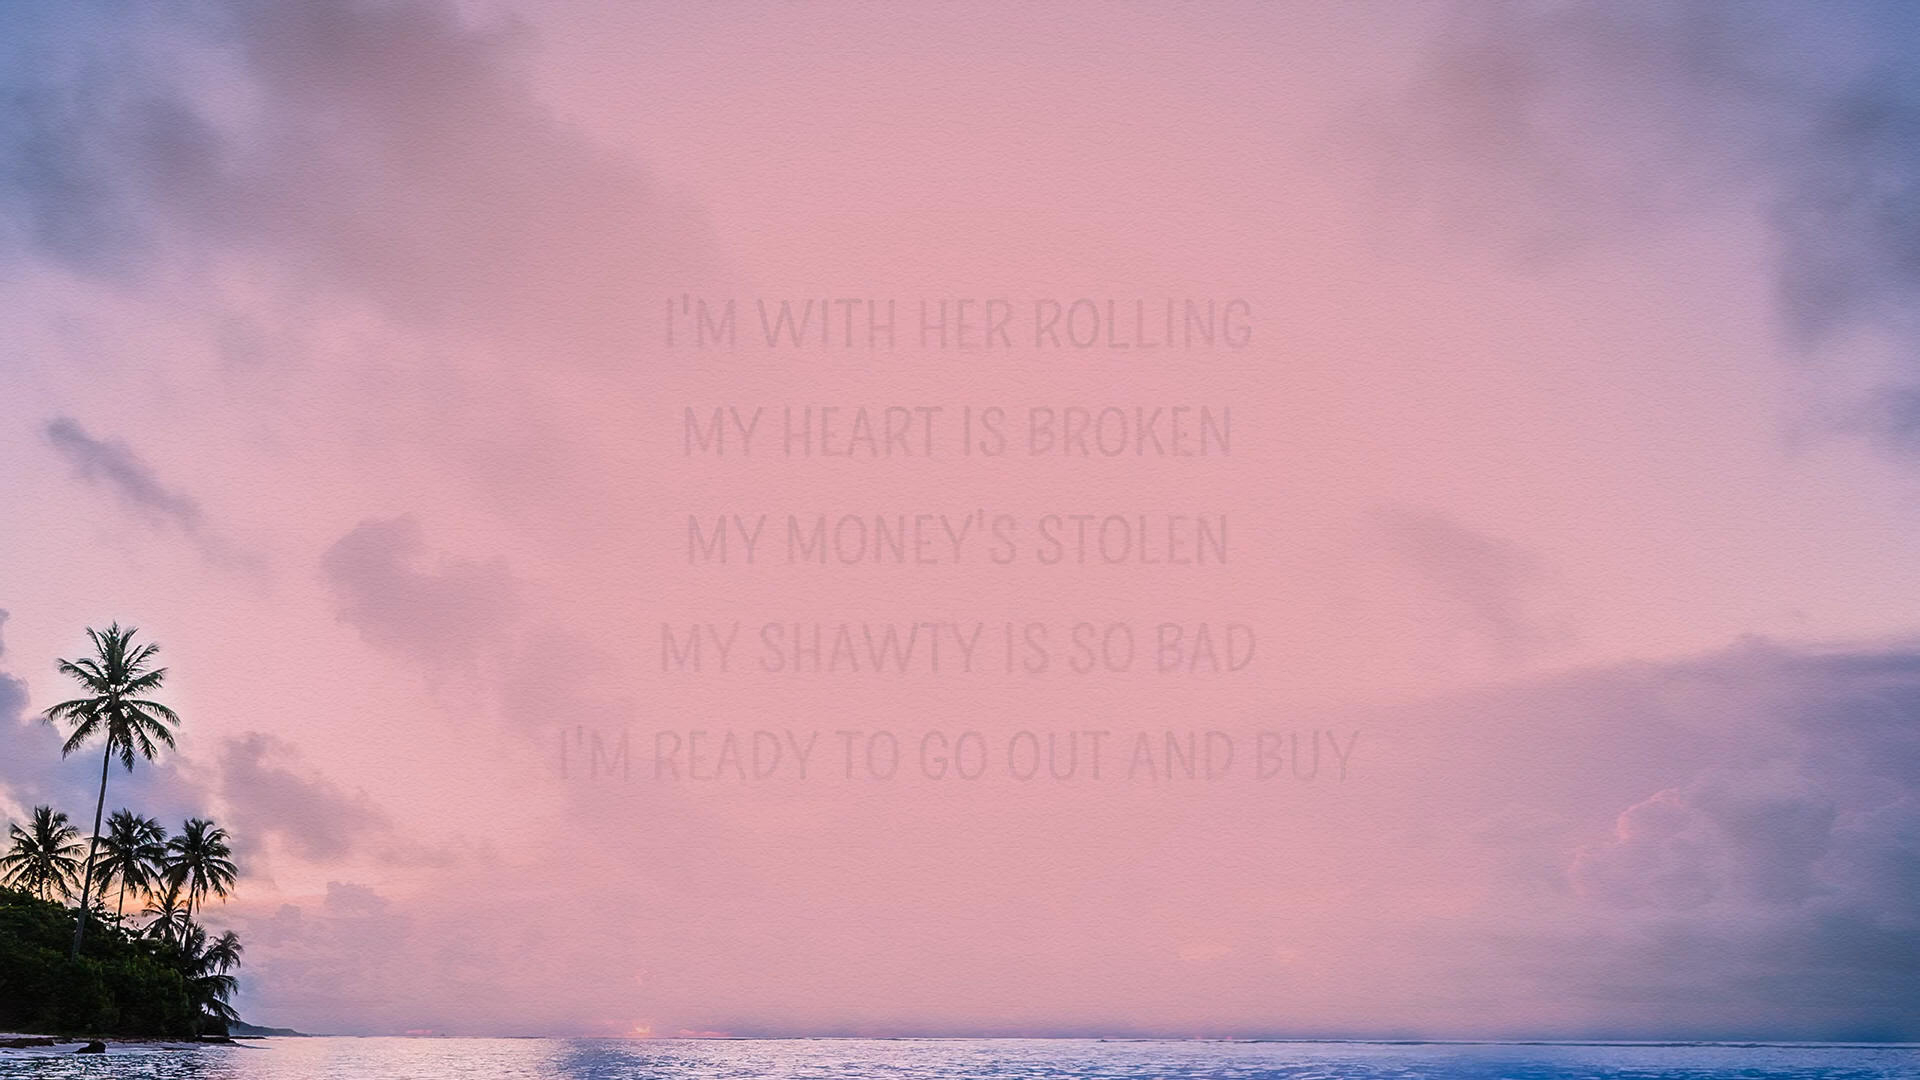 I'M WITH HER ROLLING
MY HEART IS BROKEN
MY MONEY'S STOLEN
MY SHAWTY IS SO BAD
I'M READY TO GO OUT AND BUY